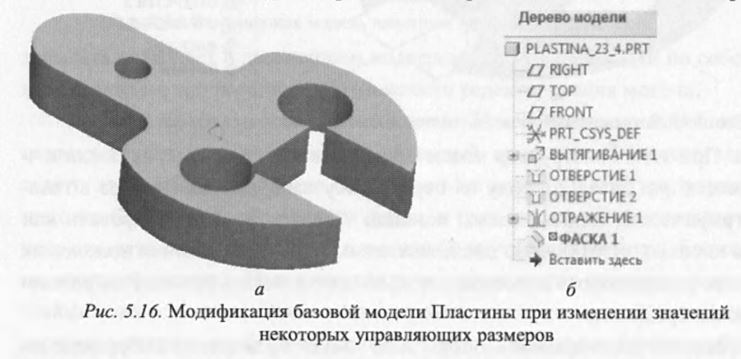 Дерево модели
PLASTINA_23_4.PRT
RIGHT
TOP
FRONT
PRT_CSYS_DEF
ВЫТЯГИВАНИЕ 1
ОТВЕРСТИЕ 1
ОТВЕРСТИЕ 2
ОТРАЖЕНИЕ 1
ФАСКА 1
Вставить здесь
а
б
Рис. 5.16. Модификация базовой модели Пластины при изменении значений
некоторых управляющих размеров